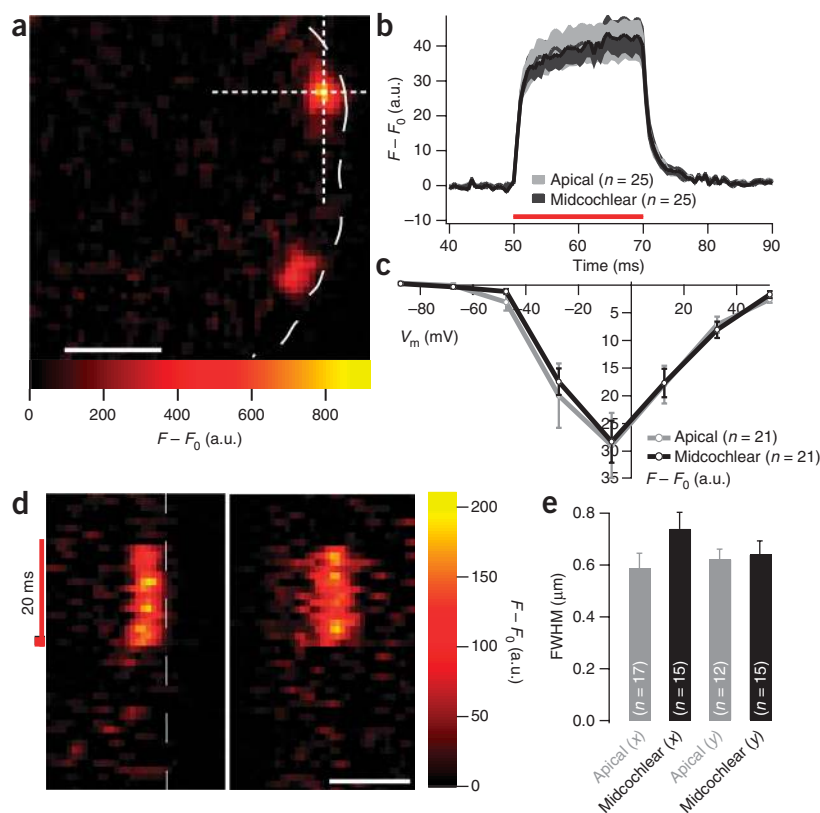 a
0
200
400
600
800
F – F0 (a.u.)
b
40
30
20
10
0
–10
F – F0 (a.u.)
Apical (n = 25)
Midcochlear (n = 25)
40
50
60
70
80
90
Time (ms)
c
–80
–60
–40
–20
20
40
Vm (mV)
5
10
15
20
25
30
35
Apical (n = 21)
Midcochlear (n = 21)
F – F0 (a.u.)
d
20 ms
200
150
100
50
0
F – F0 (a.u.)
e
0.8
0.6
0.4
0.2
0.0
FWHM (µm)
(n = 17)
(n = 15)
(n = 12)
(n = 15)
Apical (x)
Midcochlear (x)
Apical (y)
Midcochlear (y)